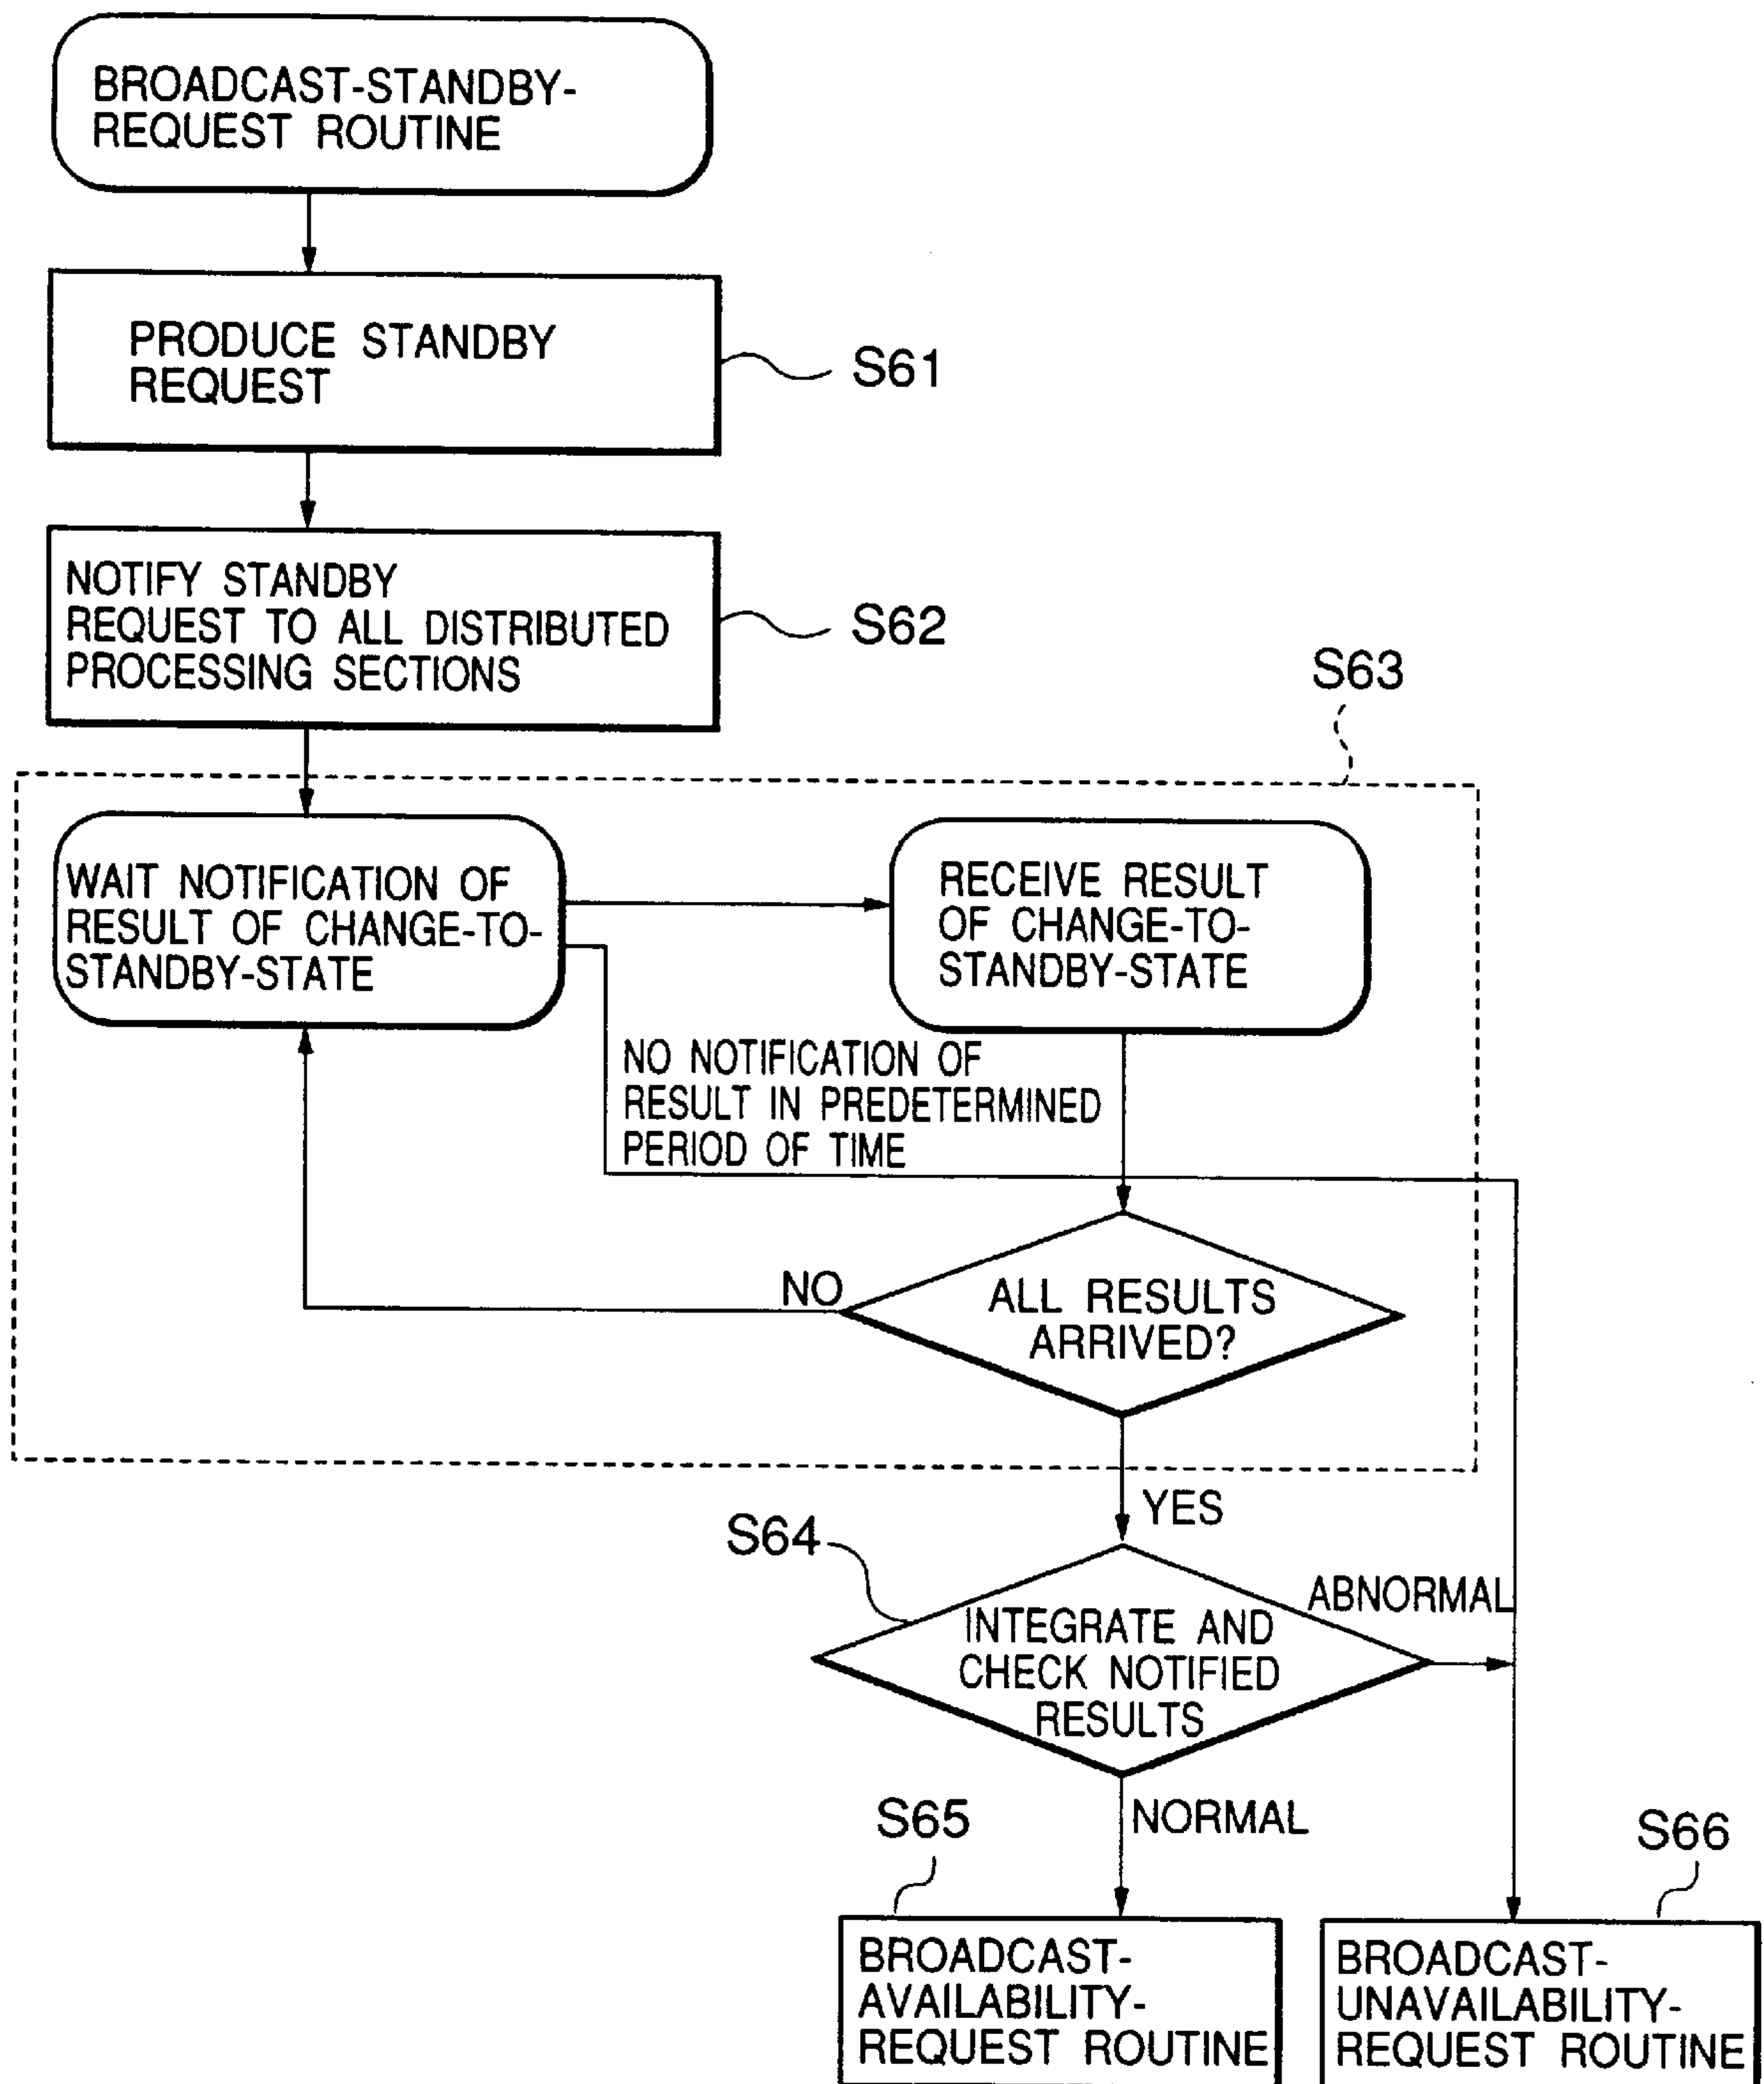 BROADCAST-STANDBY-
REQUEST ROUTINE
PRODUCE STANDBY
REQUEST
S61
NOTIFY STANDBY
REQUEST TO ALL DISTRIBUTED
PROCESSING SECTIONS
S62
S63
WAIT NOTIFICATION OF
RESULT OF CHANGE-TO-
STANDBY-STATE
RECEIVE RESULT
OF CHANGE-TO-
STANDBY-STATE
NO NOTIFICATION OF
RESULT IN PREDETERMINED
PERIOD OF TIME
NO
ALL RESULTS
ARRIVED?
YES
S64
ABNORMAL
INTEGRATE AND
CHECK NOTIFIED
RESULTS
NORMAL
S65
S66
BROADCAST-
AVAILABILITY-
REQUEST ROUTINE
BROADCAST-
UNAVAILABILITY-
REQUEST ROUTINE